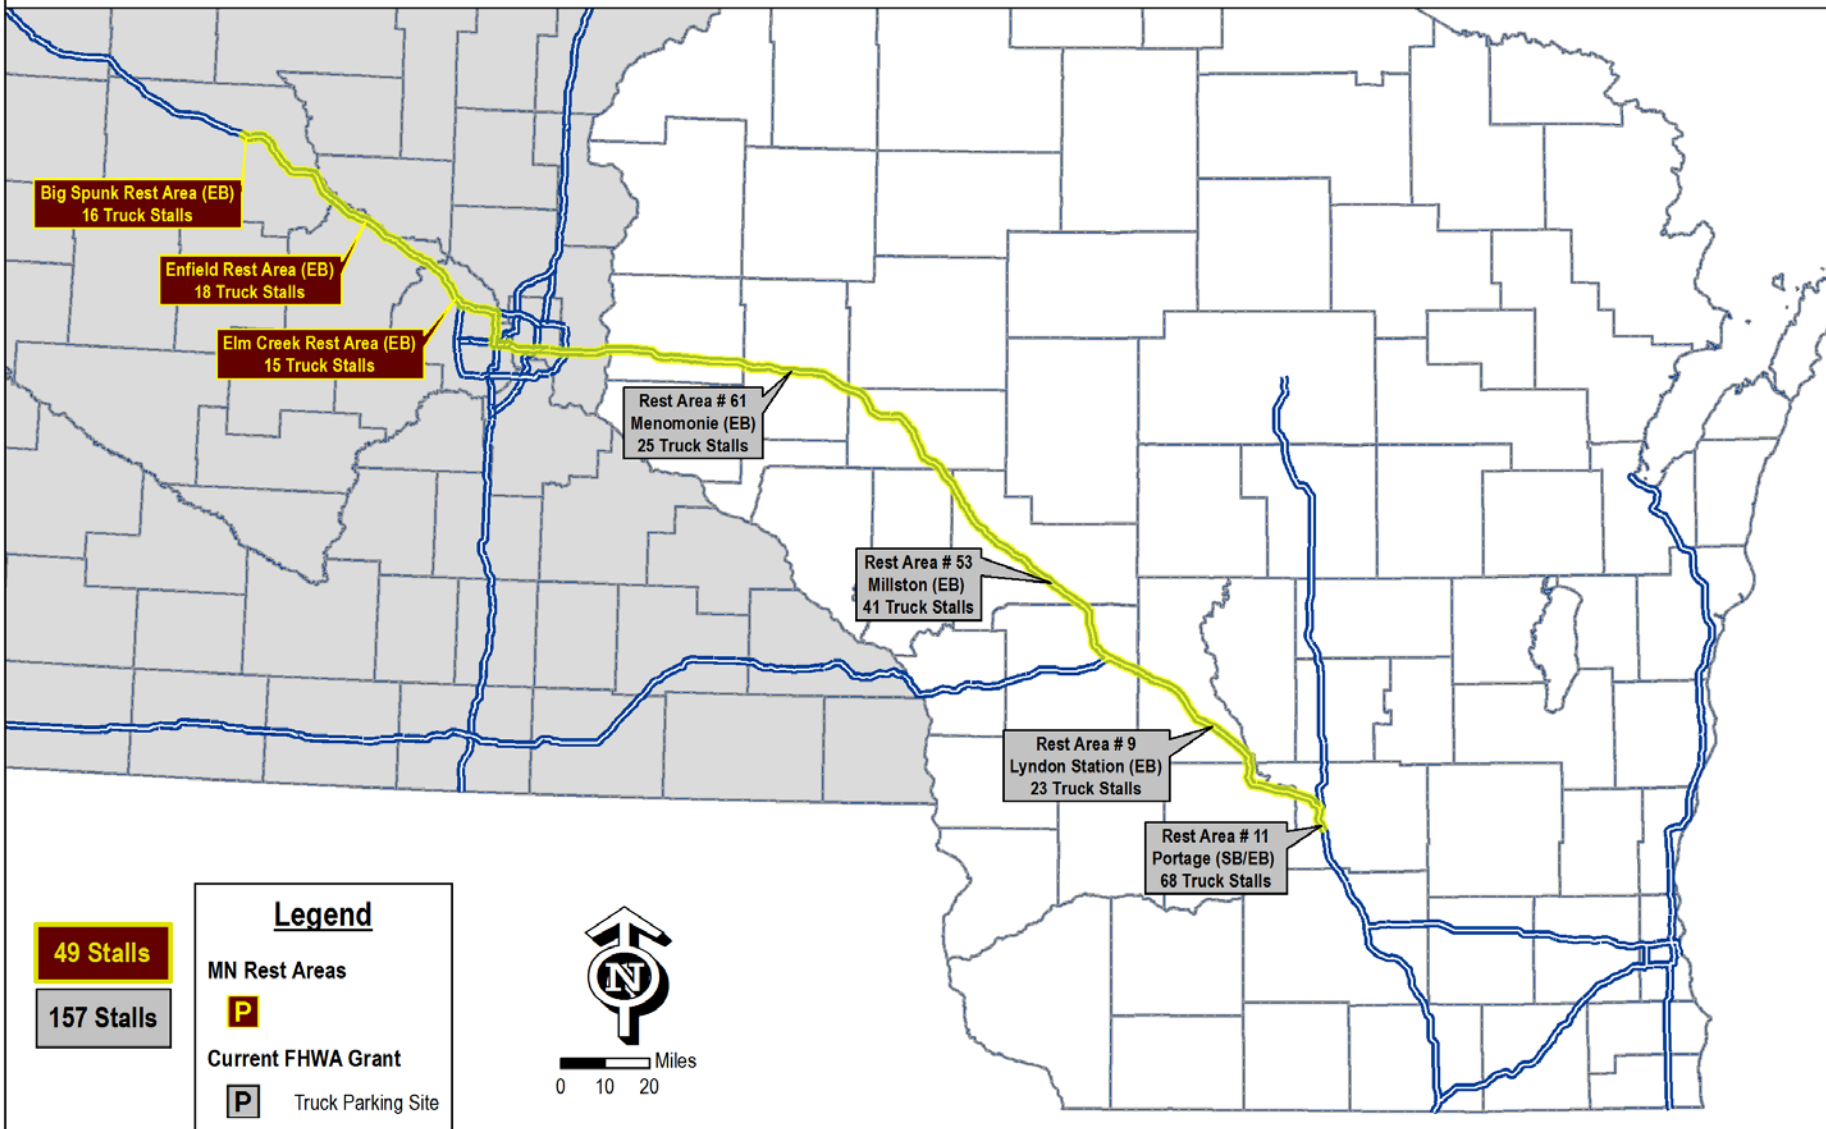 Big Spunk Rest Area (EB)
16 Truck Stalls
Enfield Rest Area (EB)
18 Truck Stalls
Elm Creek Rest Area (EB)
15 Truck Stalls
Rest Area # 61
Menomonie (EB)
25 Truck Stalls
Rest Area # 53
Millston (EB)
41 Truck Stalls
Rest Area # 9
Lyndon Station (EB)
23 Truck Stalls
Rest Area # 11
Portage (SB/EB)
68 Truck Stalls
49 Stalls
157 Stalls
Legend
MN Rest Areas
P
Current FHWA Grant
P Truck Parking Site
N
Miles
0 10 20